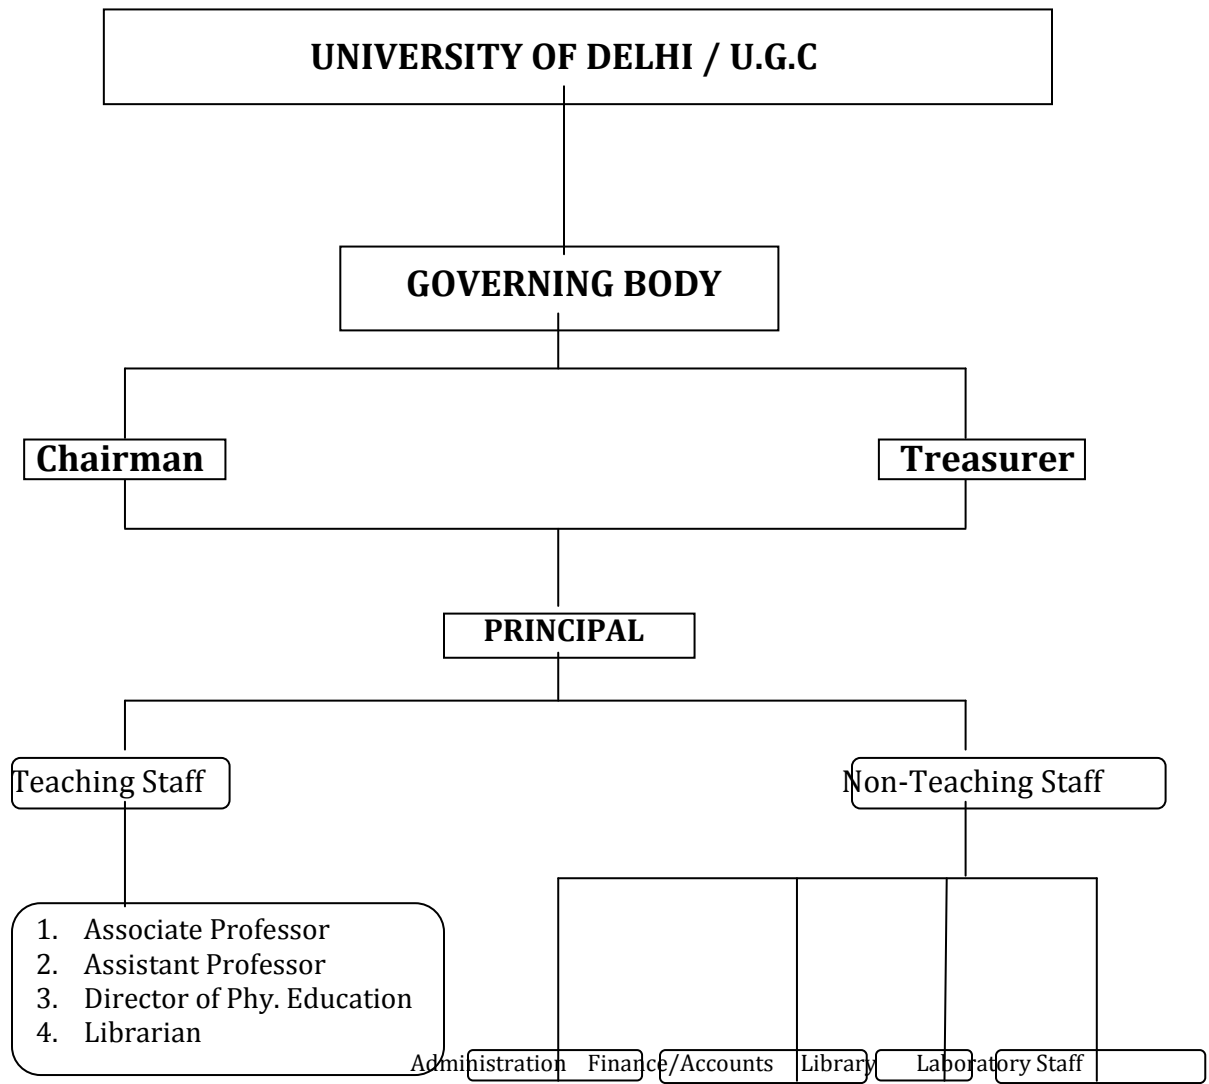 UNIVERSITY OF DELHI / U.G.C
GOVERNING BODY
Chairman
Treasurer
PRINCIPAL
Teaching Staff
Non-Teaching Staff
1. Associate Professor
2. Assistant Professor
3. Director of Phy. Education
4. Librarian
Administration Finance/Accounts Library Laboratory Staff